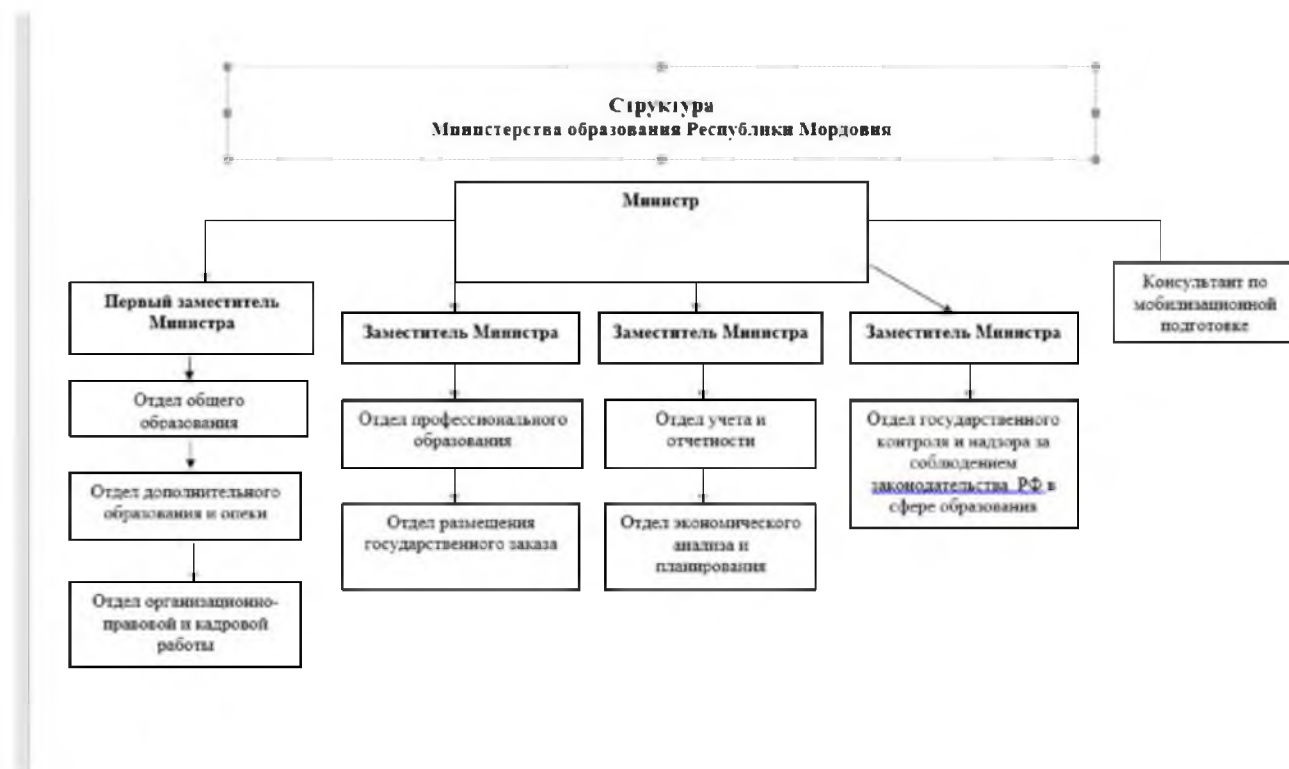 Структура
Министерства образования Республики Мордовия
Министр
Первый заместитель
Министра
Заместитель Министра
Заместитель Министра
Заместитель Министра
Консультант по
мобилизационной
подготовке
Отдел общего
образования
Отдел дополнительного
образования и опеки
Отдел организационно-
правовой и кадровой
работы
Отдел профессионального
образования
Отдел размещения
государственного заказа
Отдел учета и
отчетности
Отдел экономического
анализа и
планирования
Отдел государственного
контроля и надзора за
соблюдением
законодательства РФ в
сфере образования